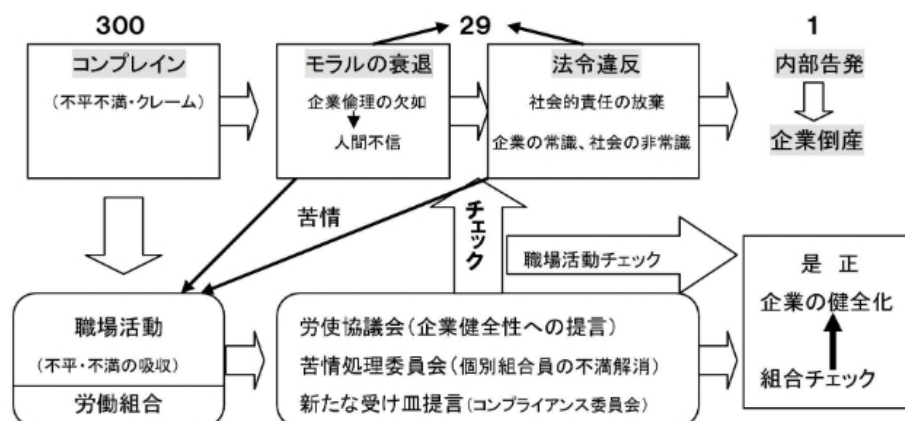 300
29
1
コンプレイン
(不平不満・クレーム)
モラルの衰退
企業倫理の欠如
人間不信
法令違反
社会的責任の放棄
企業の常識、社会の非常識
内部告発
企業倒産
苦情
チェック
職場活動チェック
職場活動
(不平・不満の吸収)
労働組合
労使協議会(企業健全性への提言)
苦情処理委員会(個別組合員の不満解消)
新たな受け皿提言(コンプライアンス委員会)
是 正
企業の健全化
組合チェック